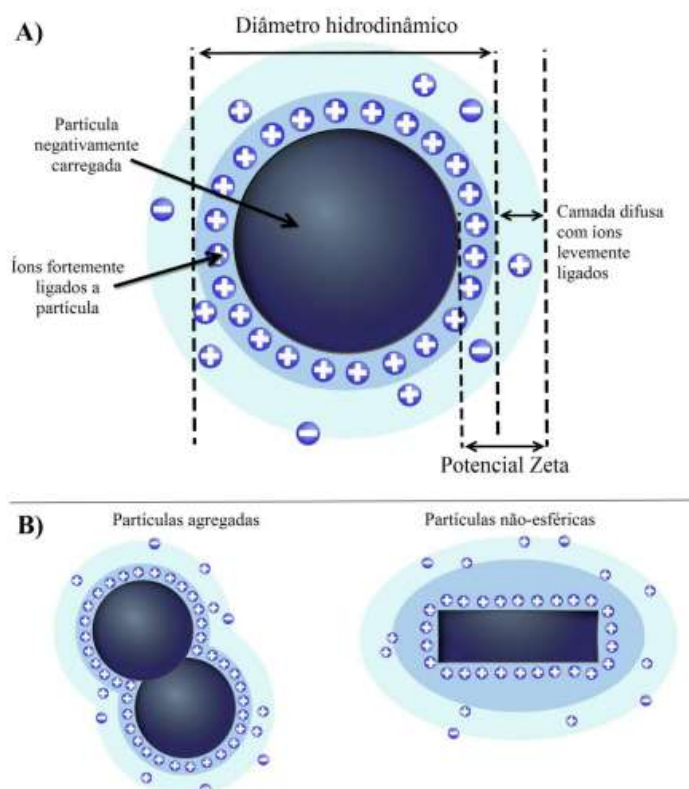 A)
Diâmetro hidrodinâmico
Partícula
negativamente
carregada
Camada difusa
com íons
levemente
ligados
Íons fortemente
ligados a
partícula
Potencial Zeta
B)
Partículas agregadas
Partículas não-esféricas